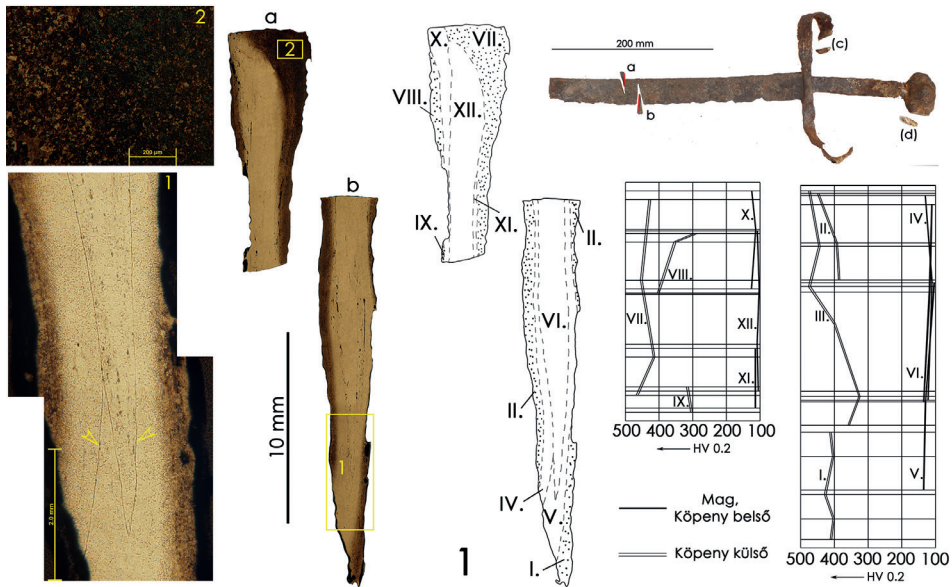 2
200 µm
a
2
X.
VII.
VIII.
XII.
IX.
XI.
200 mm
a
b
(c)
(d)
1
2.0 mm
b
10 mm
1
II.
VI.
II.
IV.
V.
I.
X.
VIII.
VII.
XII.
XI.
IX.
500 400 300 200 100
HV 0.2
II.
IV.
III.
VI.
I.
V.
500 400 300 200 100
HV 0.2
Mag,
Köpeny belső
Köpeny külső
1